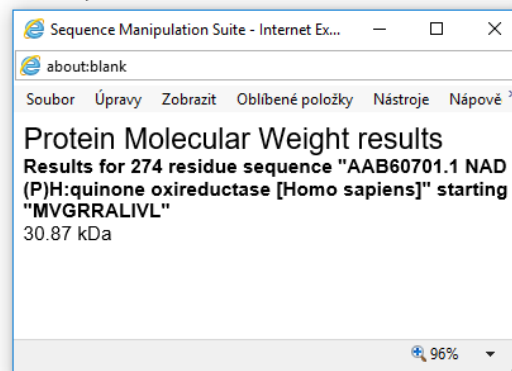 Sequence Manipulation Suite - Internet Ex...
about:blank
Soubor Úpravy Zobrazit Oblíbené položky Nástroje Nápově
Protein Molecular Weight results
Results for 274 residue sequence "AAB60701.1 NAD
(P)H:quinone oxireductase [Homo sapiens]" starting
"MVGRRALIVL"
30.87 kDa
96%